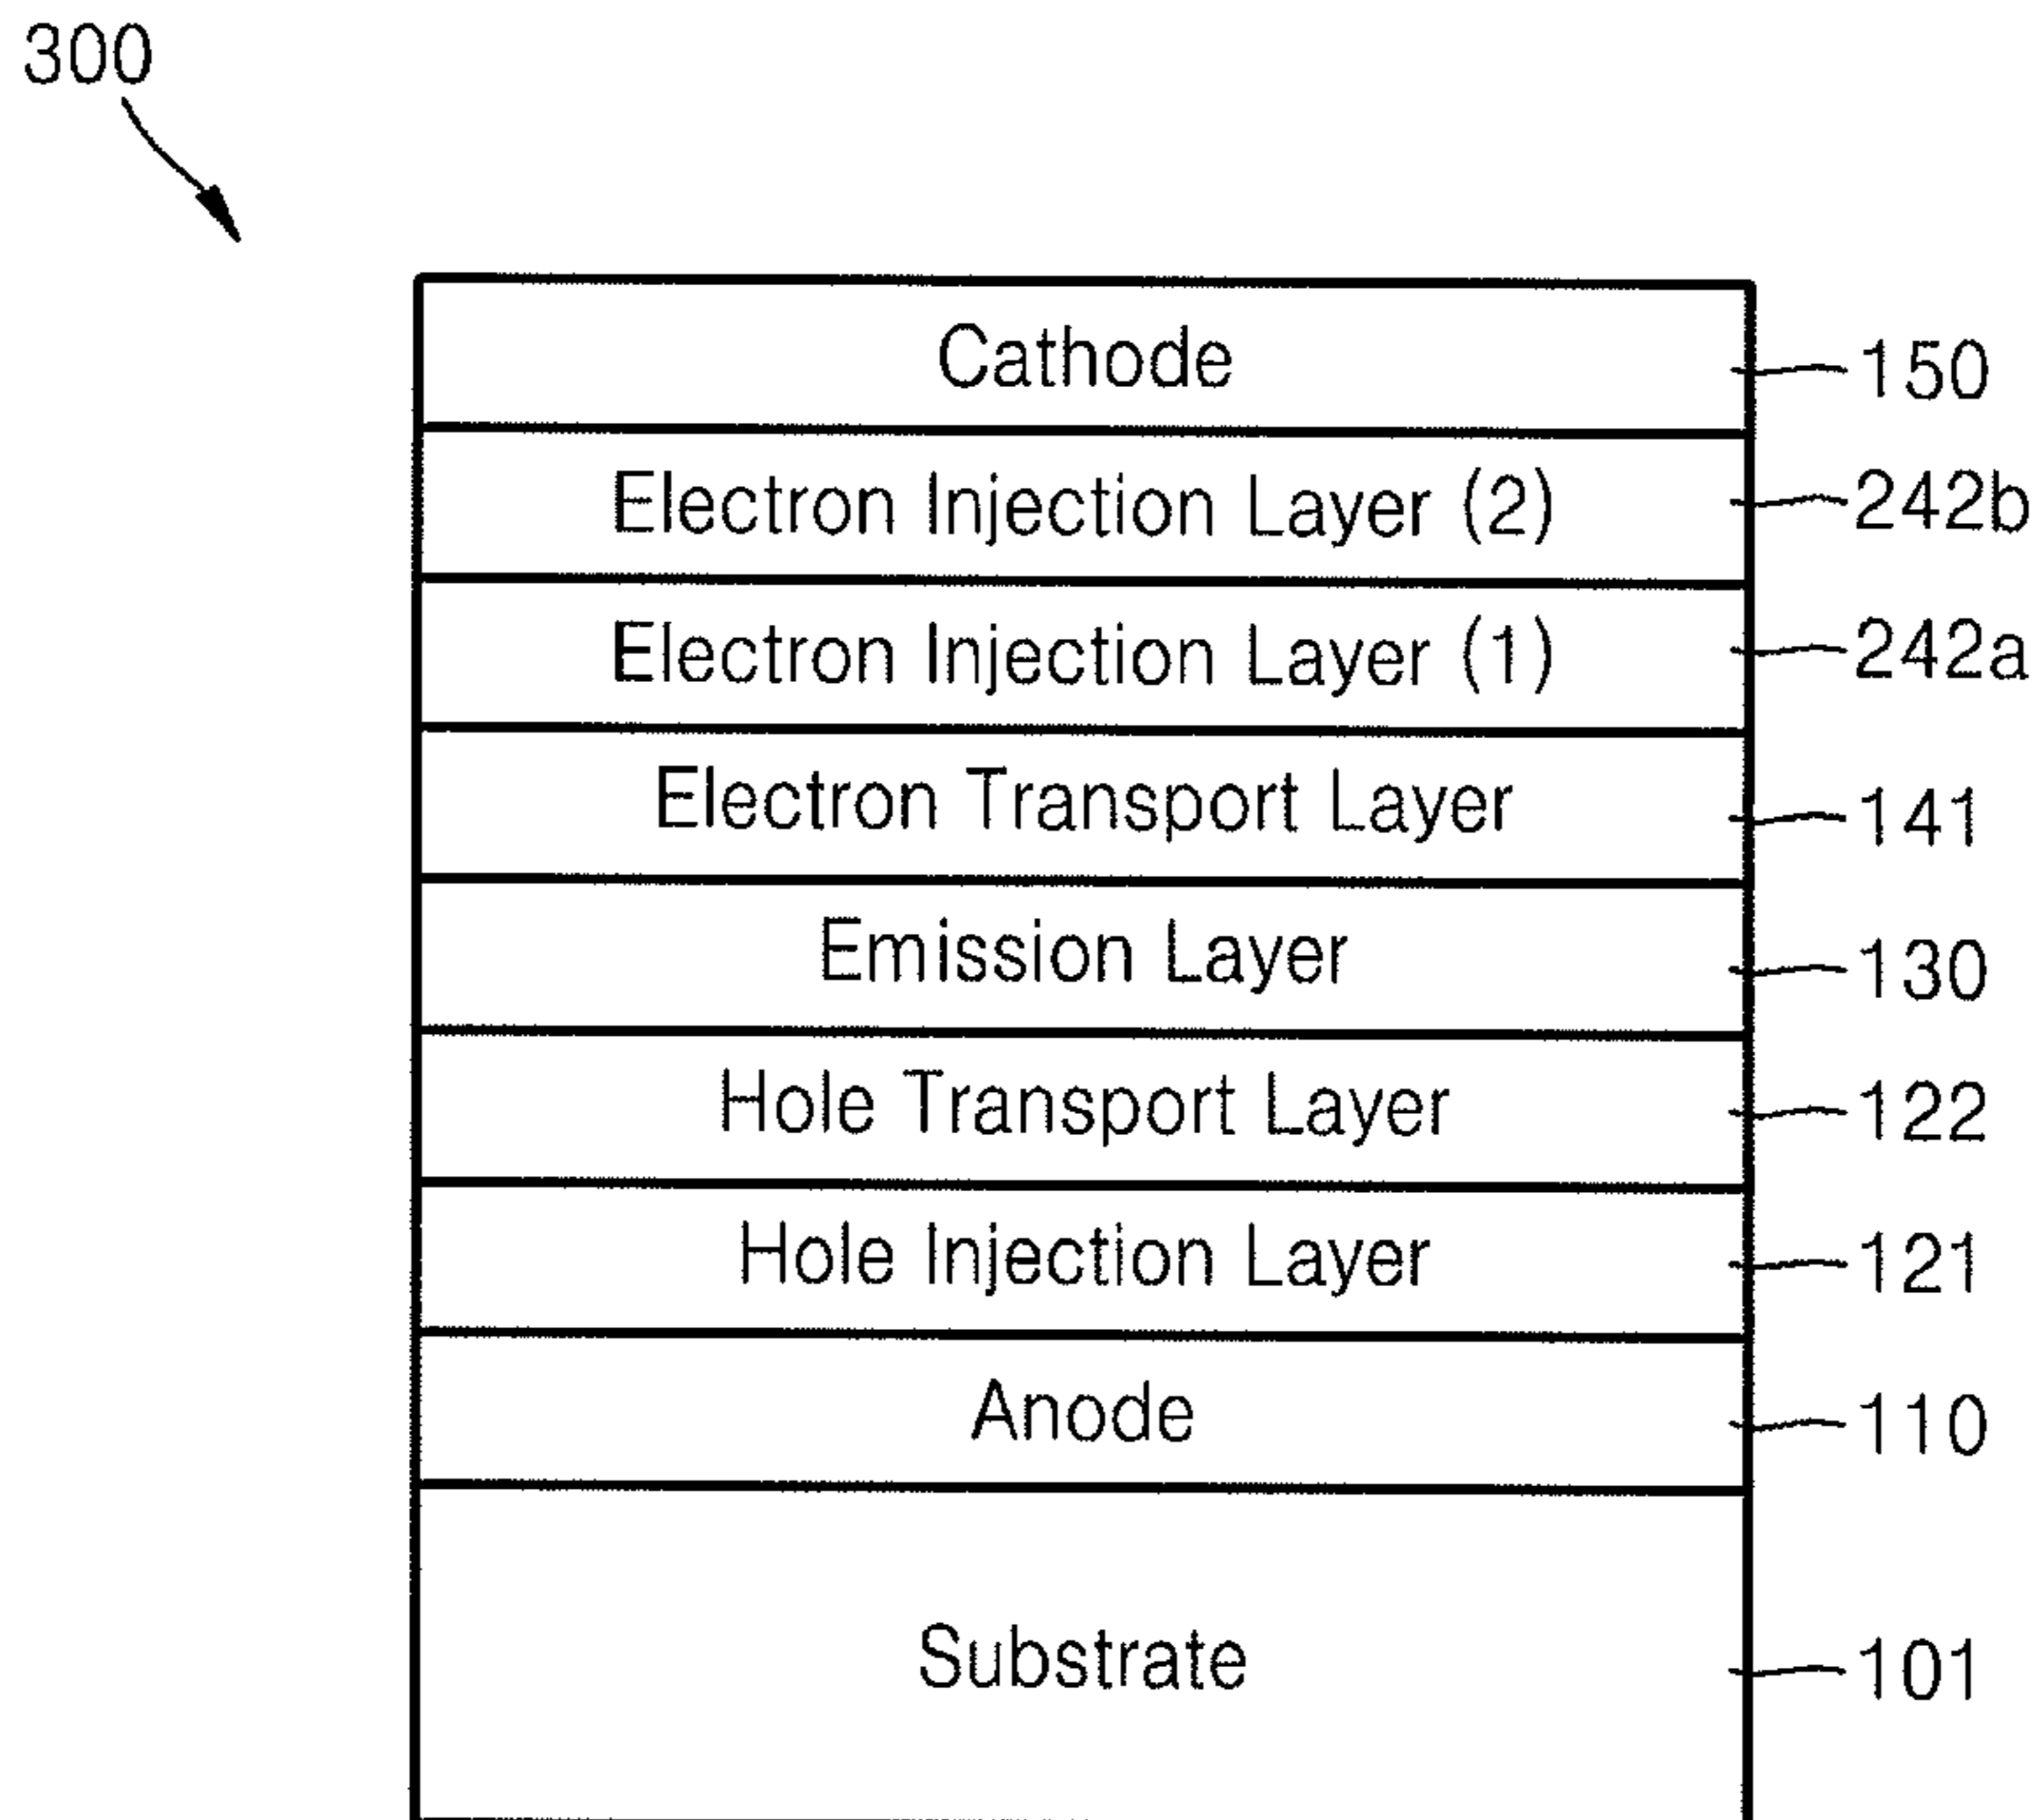 300
Cathode 150
Electron Injection Layer (2) 242b
Electron Injection Layer (1) 242a
Electron Transport Layer 141
Emission Layer 130
Hole Transport Layer 122
Hole Injection Layer 121
Anode 110
Substrate 101